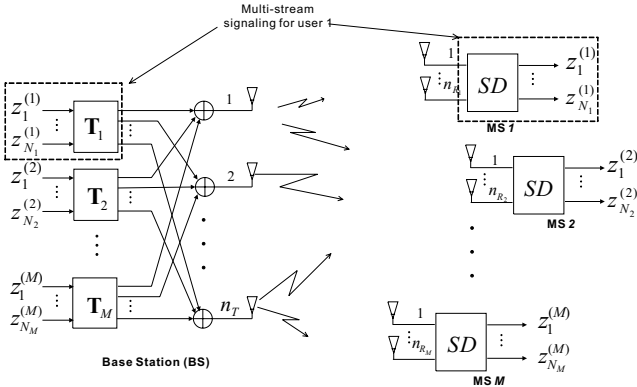 Multi-stream
signaling for user 1
z_1^{(1)}
⋮
z_{N_1}^{(1)}
T_1
⋮
z_1^{(2)}
⋮
z_{N_2}^{(2)}
T_2
⋮
z_1^{(M)}
⋮
z_{N_M}^{(M)}
T_M
⋮
1
2
n_T
Base Station (BS)
1
⋮ n_{R_1}
SD
z_1^{(1)}
⋮
z_{N_1}^{(1)}
MS 1
1
⋮ n_{R_2}
SD
z_1^{(2)}
⋮
z_{N_2}^{(2)}
MS 2
1
⋮ n_{R_M}
SD
z_1^{(M)}
⋮
z_{N_M}^{(M)}
MS M